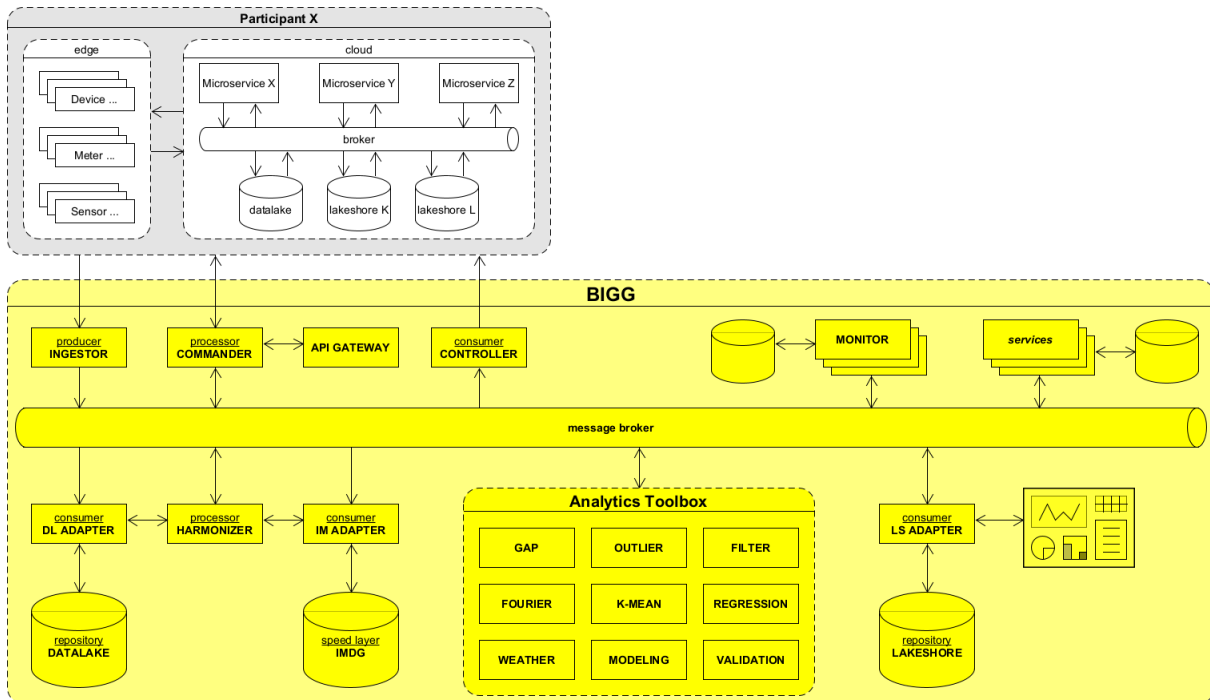 Participant X
edge
cloud
Device ...
Meter ...
Sensor ...
Microservice X
Microservice Y
Microservice Z
broker
datalake
lakeshore K
lakeshore L
BIGG
producer
INGESTOR
processor
COMMANDER
API GATEWAY
consumer
CONTROLLER
MONITOR
services
message broker
consumer
DL ADAPTER
processor
HARMONIZER
consumer
IM ADAPTER
Analytics Toolbox
GAP
OUTLIER
FILTER
FOURIER
K-MEAN
REGRESSION
WEATHER
MODELING
VALIDATION
consumer
LS ADAPTER
repository
DATALAKE
speed layer
IMDG
repository
LAKESHORE